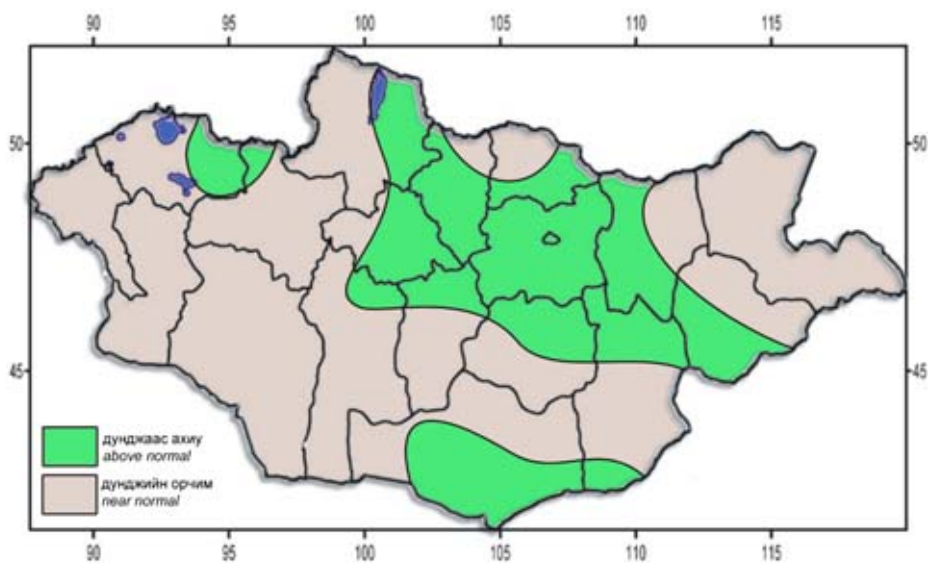 90 95 100 105 110 115
50 50
45 45
дунджаас ахиу
above normal
дунджийн орчим
near normal
90 95 100 105 110 115